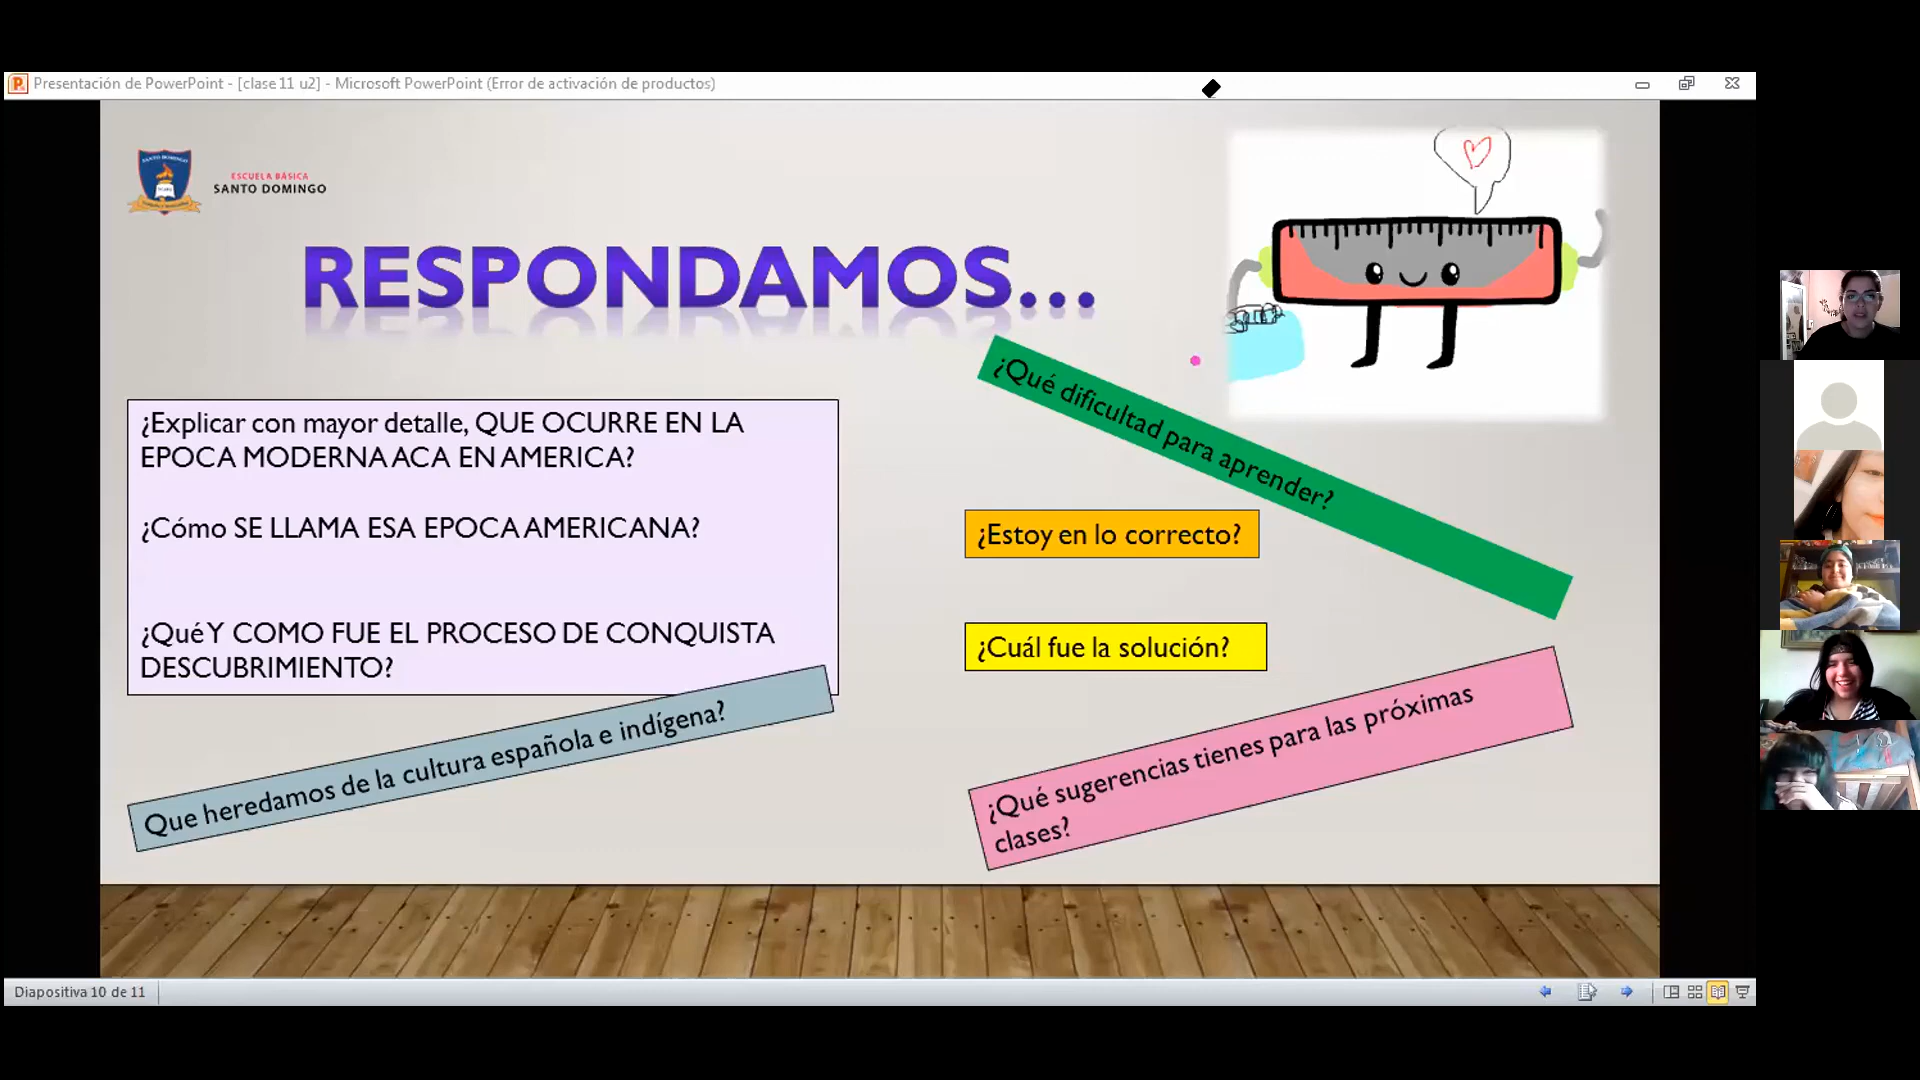 Presentación de PowerPoint - [clase 11 u2] - Microsoft PowerPoint (Error de activación de productos)
SANTO DOMINGO
ESCUELA BÁSICA
SANTO DOMINGO
RESPONDAMOS...
¿Explicar con mayor detalle, QUE OCURRE EN LA
EPOCA MODERNA ACA EN AMERICA?
¿Cómo SE LLAMA ESA EPOCA AMERICANA?
¿Qué Y COMO FUE EL PROCESO DE CONQUISTA
DESCUBRIMIENTO?
Que heredamos de la cultura española e indígena?
¿Qué dificultad para aprender?
¿Estoy en lo correcto?
¿Cuál fue la solución?
¿Qué sugerencias tienes para las próximas
clases?
Diapositiva 10 de 11